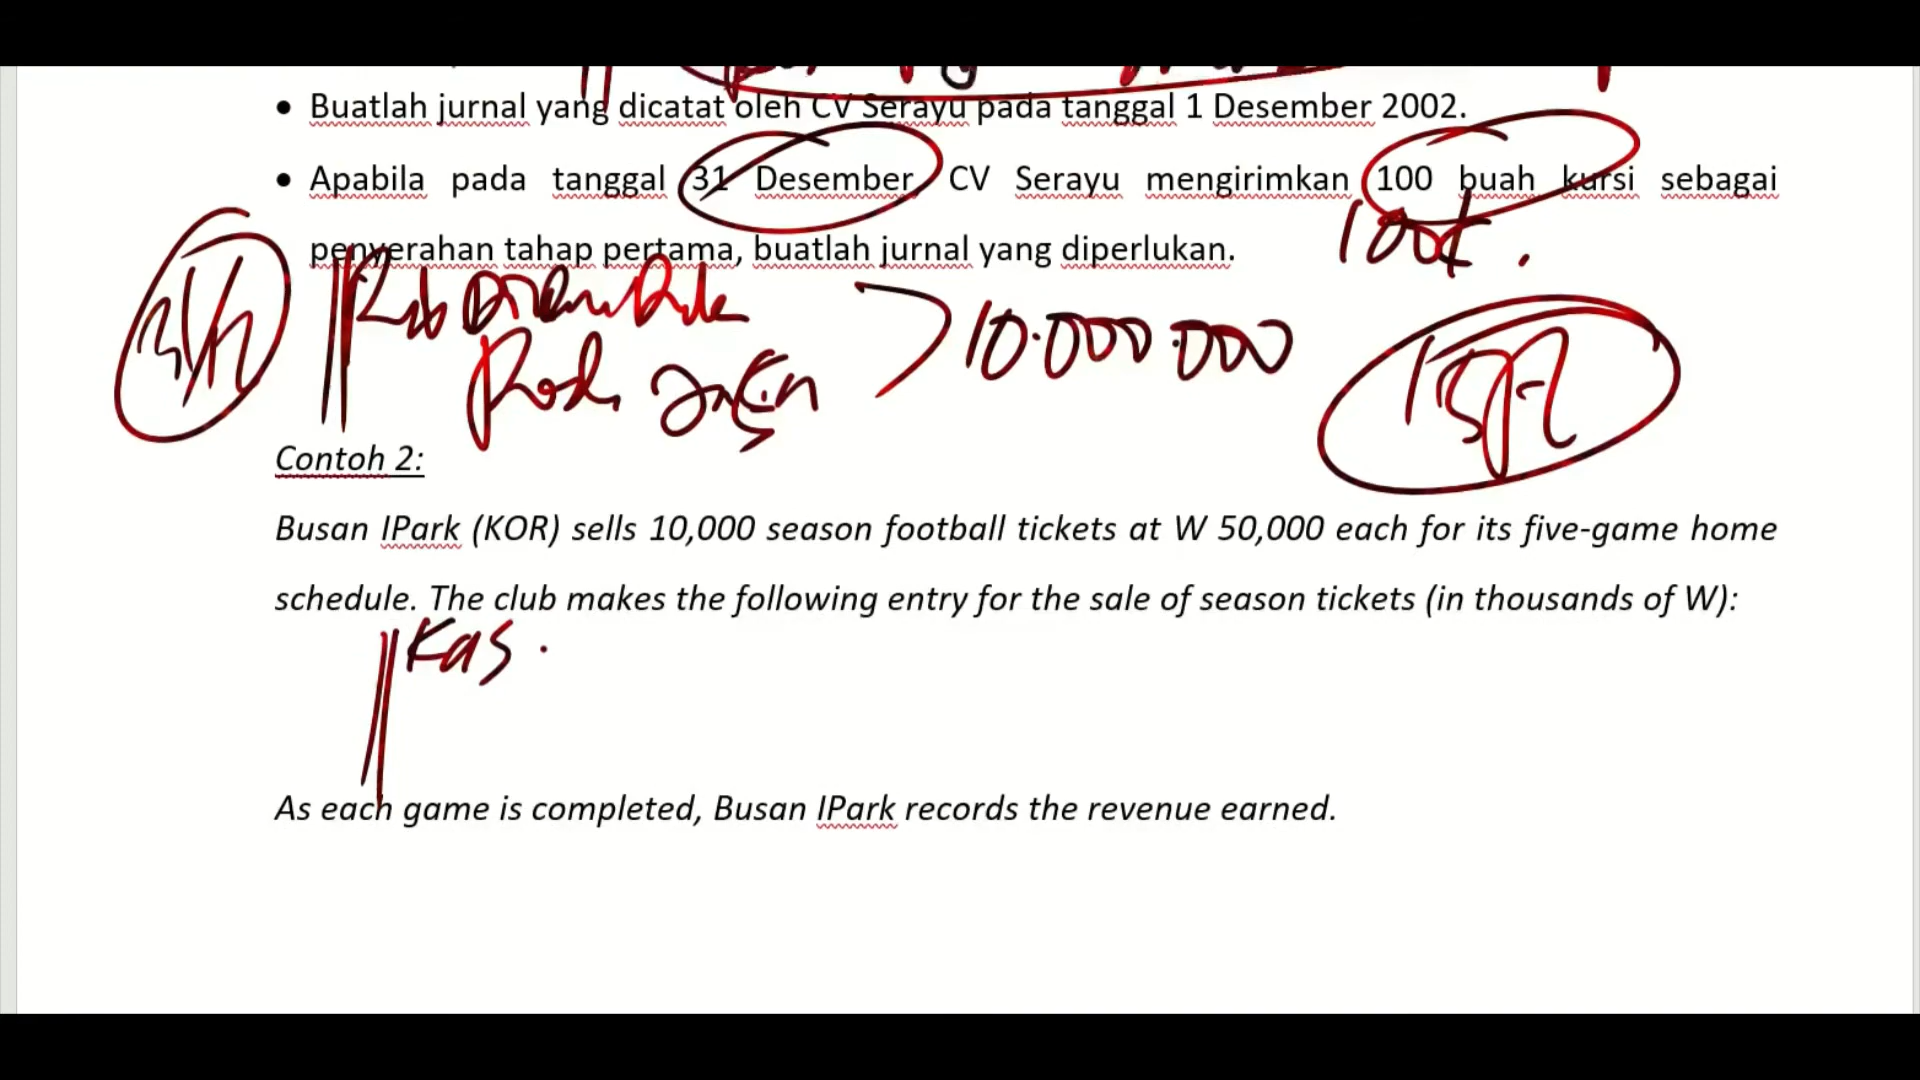 • Buatlah jurnal yang dicatat oleh CV Serayu pada tanggal 1 Desember 2002.
• Apabila pada tanggal 31 Desember, CV Serayu mengirimkan 100 buah kursi sebagai
penyerahan tahap pertama, buatlah jurnal yang diperlukan.
10.000.000
Contoh 2:
Busan IPark (KOR) sells 10,000 season football tickets at W 50,000 each for its five-game home
schedule. The club makes the following entry for the sale of season tickets (in thousands of W):
Kas
As each game is completed, Busan IPark records the revenue earned.